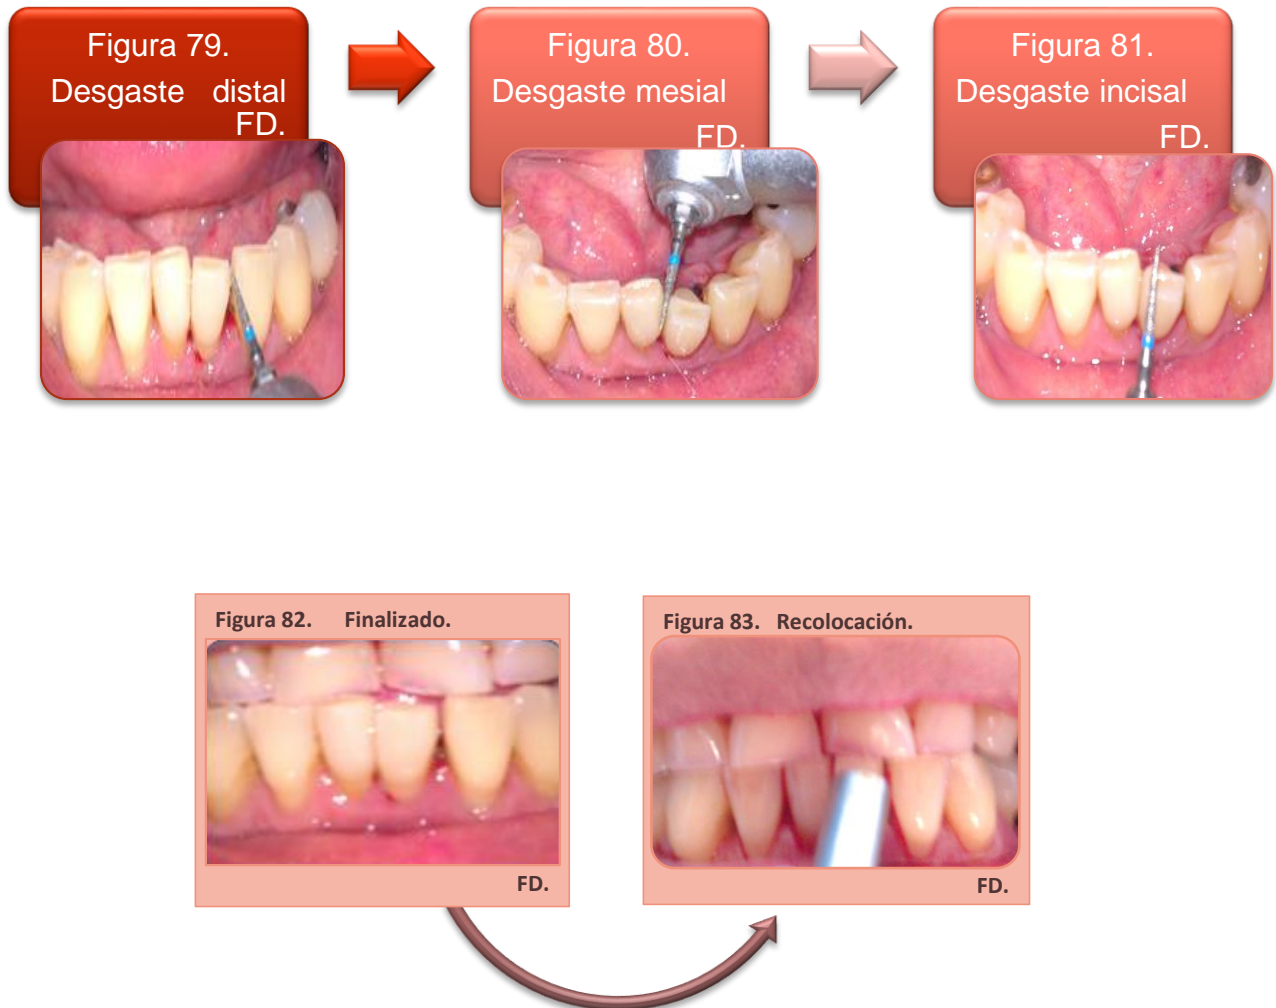 Figura 79.
Desgaste distal
FD.
Figura 80.
Desgaste mesial
FD.
Figura 81.
Desgaste incisal
FD.
Figura 82. Finalizado.
FD.
Figura 83. Recolocación.
FD.